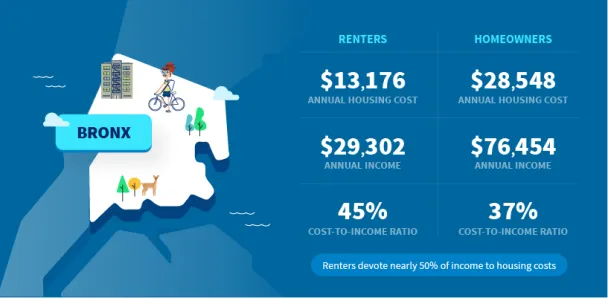 BRONX
RENTERS HOMEOWNERS
$13,176 $28,548
ANNUAL HOUSING COST ANNUAL HOUSING COST
$29,302 $76,454
ANNUAL INCOME ANNUAL INCOME
45% 37%
COST-TO-INCOME RATIO COST-TO-INCOME RATIO
Renters devote nearly 50% of income to housing costs